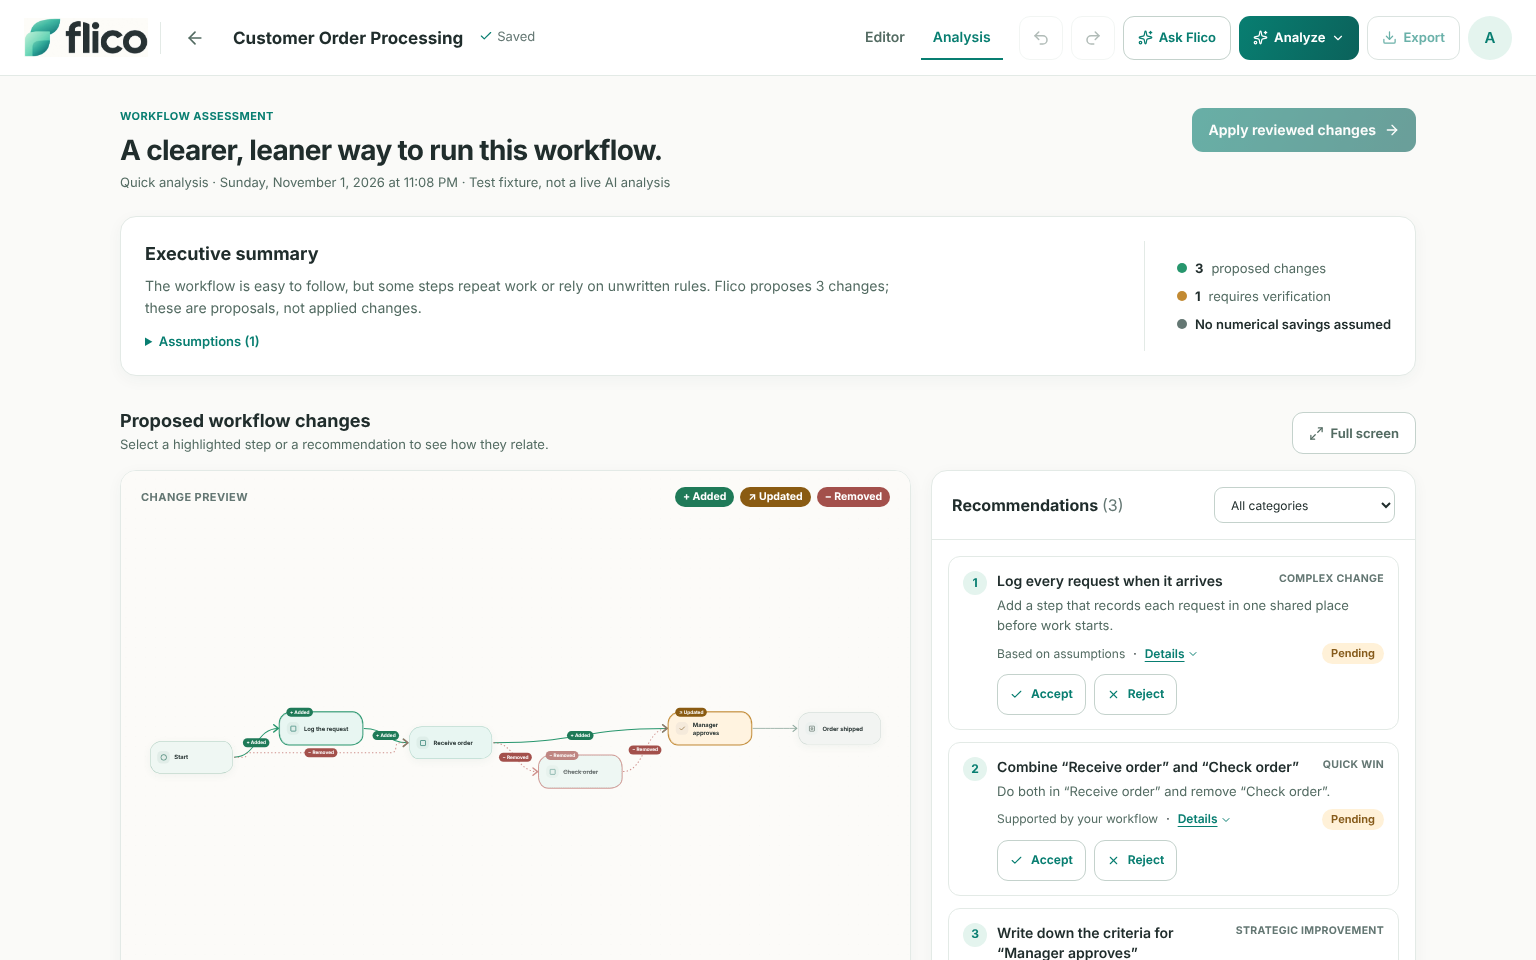 flico
Customer Order Processing
Saved
Editor
Analysis
Ask Flico
Analyze
Export
A
WORKFLOW ASSESSMENT
A clearer, leaner way to run this workflow.
Quick analysis · Sunday, November 1, 2026 at 11:08 PM · Test fixture, not a live AI analysis
Apply reviewed changes
Executive summary
The workflow is easy to follow, but some steps repeat work or rely on unwritten rules. Flico proposes 3 changes;
these are proposals, not applied changes.
Assumptions (1)
3 proposed changes
1 requires verification
No numerical savings assumed
Proposed workflow changes
Select a highlighted step or a recommendation to see how they relate.
Full screen
CHANGE PREVIEW
+ Added
↗ Updated
− Removed
Start
+ Added
+ Added
Log the request
− Removed
+ Added
Receive order
− Removed
+ Added
− Removed
Check order
− Removed
↗ Updated
Manager
approves
Order shipped
Recommendations (3)
All categories
1
Log every request when it arrives
COMPLEX CHANGE
Add a step that records each request in one shared place
before work starts.
Based on assumptions · Details
Pending
Accept
Reject
2
Combine “Receive order” and “Check order”
QUICK WIN
Do both in “Receive order” and remove “Check order”.
Supported by your workflow · Details
Pending
Accept
Reject
3
Write down the criteria for
“Manager approves”
STRATEGIC IMPROVEMENT